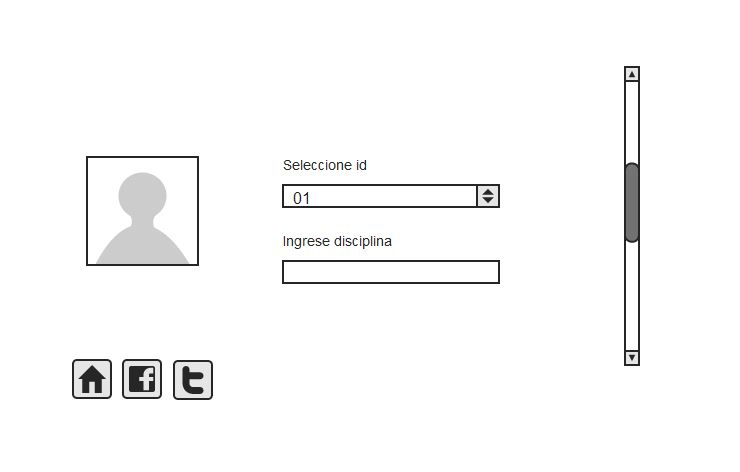 Seleccione id
01
Ingrese disciplina